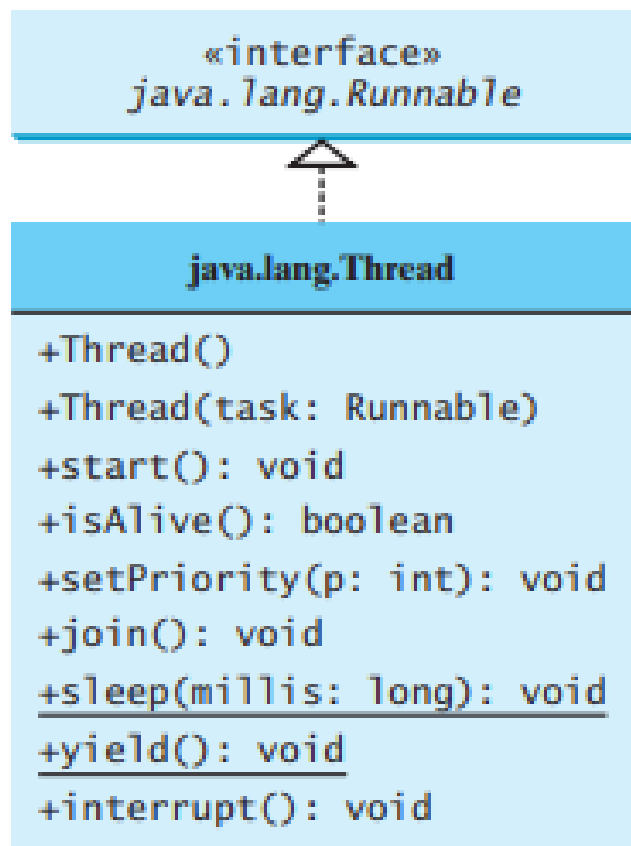 «interface»
java.lang.Runnable
java.lang.Thread
+Thread()
+Thread(task: Runnable)
+start(): void
+isAlive(): boolean
+setPriority(p: int): void
+join(): void
+sleep(millis: long): void
+yield(): void
+interrupt(): void